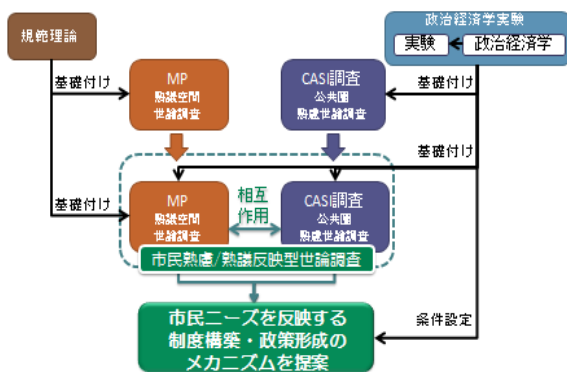 規範理論
政治経済学実験
実験
政治経済学
基礎付け
MP
熟議空間
世論調査
CASI調査
公共圏
熟慮世論調査
基礎付け
基礎付け
基礎付け
MP
熟議空間
世論調査
相互
作用
CASI調査
公共圏
熟慮世論調査
市民熟慮/熟議反映型世論調査
市民ニーズを反映する
制度構築・政策形成の
メカニズムを提案
条件設定